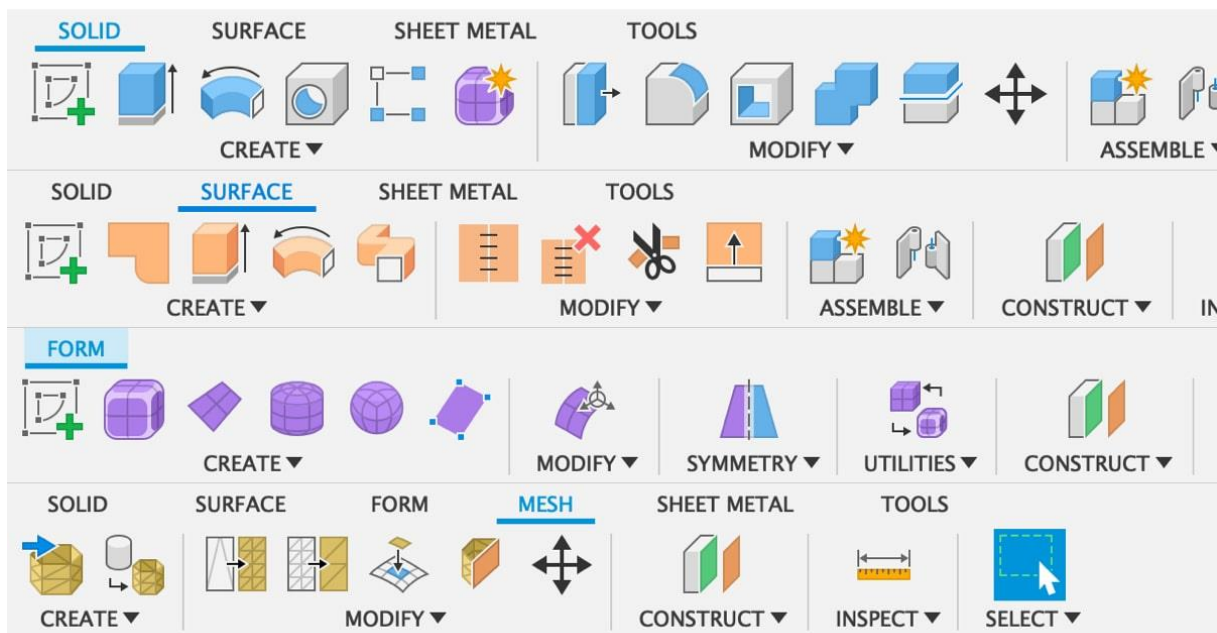 SOLID SURFACE SHEET METAL TOOLS
CREATE MODIFY ASSEMBLE
SOLID SURFACE SHEET METAL TOOLS
CREATE MODIFY ASSEMBLE CONSTRUCT IN
FORM
CREATE MODIFY SYMMETRY UTILITIES CONSTRUCT
SOLID SURFACE FORM MESH SHEET METAL TOOLS
CREATE MODIFY CONSTRUCT INSPECT SELECT